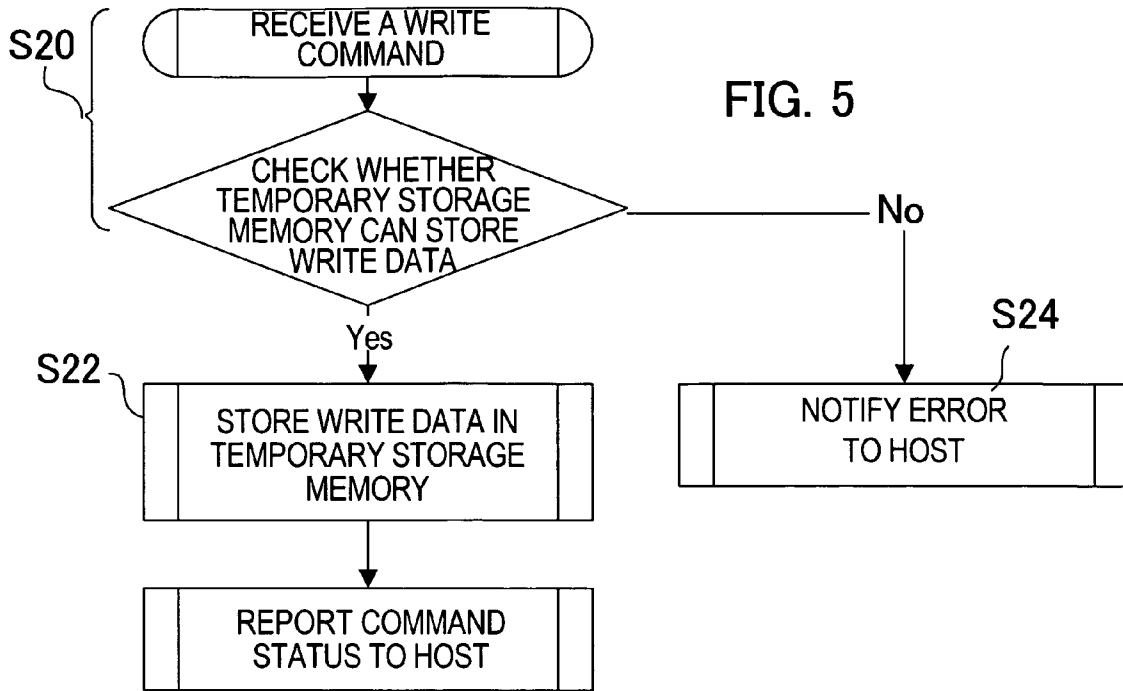 S20
RECEIVE A WRITE
COMMAND
FIG. 5
CHECK WHETHER
TEMPORARY STORAGE
MEMORY CAN STORE
WRITE DATA
No
Yes
S22
STORE WRITE DATA IN
TEMPORARY STORAGE
MEMORY
S24
NOTIFY ERROR
TO HOST
REPORT COMMAND
STATUS TO HOST